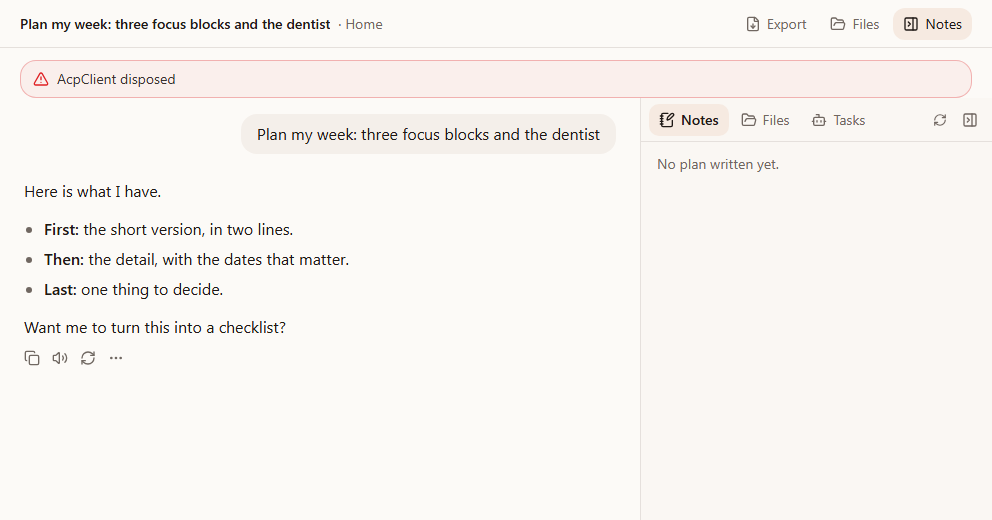 Plan my week: three focus blocks and the dentist · Home
Export
Files
Notes
AcpClient disposed
Plan my week: three focus blocks and the dentist
Here is what I have.
First: the short version, in two lines.
Then: the detail, with the dates that matter.
Last: one thing to decide.
Want me to turn this into a checklist?
Notes
Files
Tasks
No plan written yet.